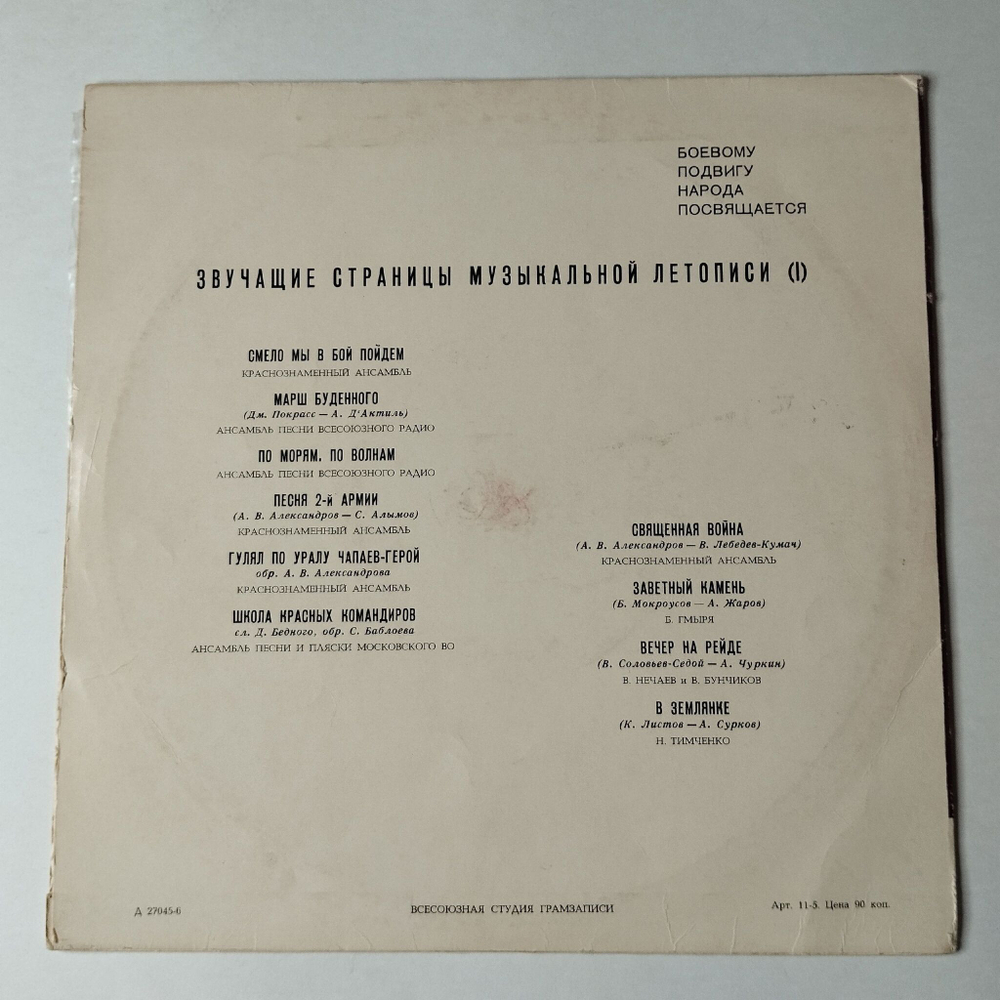 БОЕВОМУ
ПОДВИГУ
НАРОДА
ПОСВЯЩАЕТСЯ
ЗВУЧАЩИЕ СТРАНИЦЫ МУЗЫКАЛЬНОЙ ЛЕТОПИСИ (I)
СМЕЛО МЫ В БОЙ ПОЙДЕМ
КРАСНОЗНАМЕННЫЙ АНСАМБЛЬ
МАРШ БУДЕННОГО
(Дм. Покрасс — А. Д'Актиль)
АНСАМБЛЬ ПЕСНИ ВСЕСОЮЗНОГО РАДИО
ПО МОРЯМ, ПО ВОЛНАМ
АНСАМБЛЬ ПЕСНИ ВСЕСОЮЗНОГО РАДИО
ПЕСНЯ 2-й АРМИИ
(А. В. Александров — С. Алымов)
КРАСНОЗНАМЕННЫЙ АНСАМБЛЬ
ГУЛЯЛ ПО УРАЛУ ЧАПАЕВ-ГЕРОЙ
обр. А. В. Александрова
КРАСНОЗНАМЕННЫЙ АНСАМБЛЬ
ШКОЛА КРАСНЫХ КОМАНДИРОВ
сл. Д. Бедного, обр. С. Баблоева
АНСАМБЛЬ ПЕСНИ И ПЛЯСКИ МОСКОВСКОГО ВО
СВЯЩЕННАЯ ВОЙНА
(А. В. Александров — В. Лебедев-Кумач)
КРАСНОЗНАМЕННЫЙ АНСАМБЛЬ
ЗАВЕТНЫЙ КАМЕНЬ
(Б. Мокроусов — А. Жаров)
Б. ГМЫРЯ
ВЕЧЕР НА РЕЙДЕ
(В. Соловьев-Седой — А. Чуркин)
В. НЕЧАЕВ и В. БУНЧИКОВ
В ЗЕМЛЯНКЕ
(К. Листов — А. Сурков)
Н. ТИМЧЕНКО
Д 27045-6
ВСЕСОЮЗНАЯ СТУДИЯ ГРАМЗАПИСИ
Арт. 11-5. Цена 90 коп.